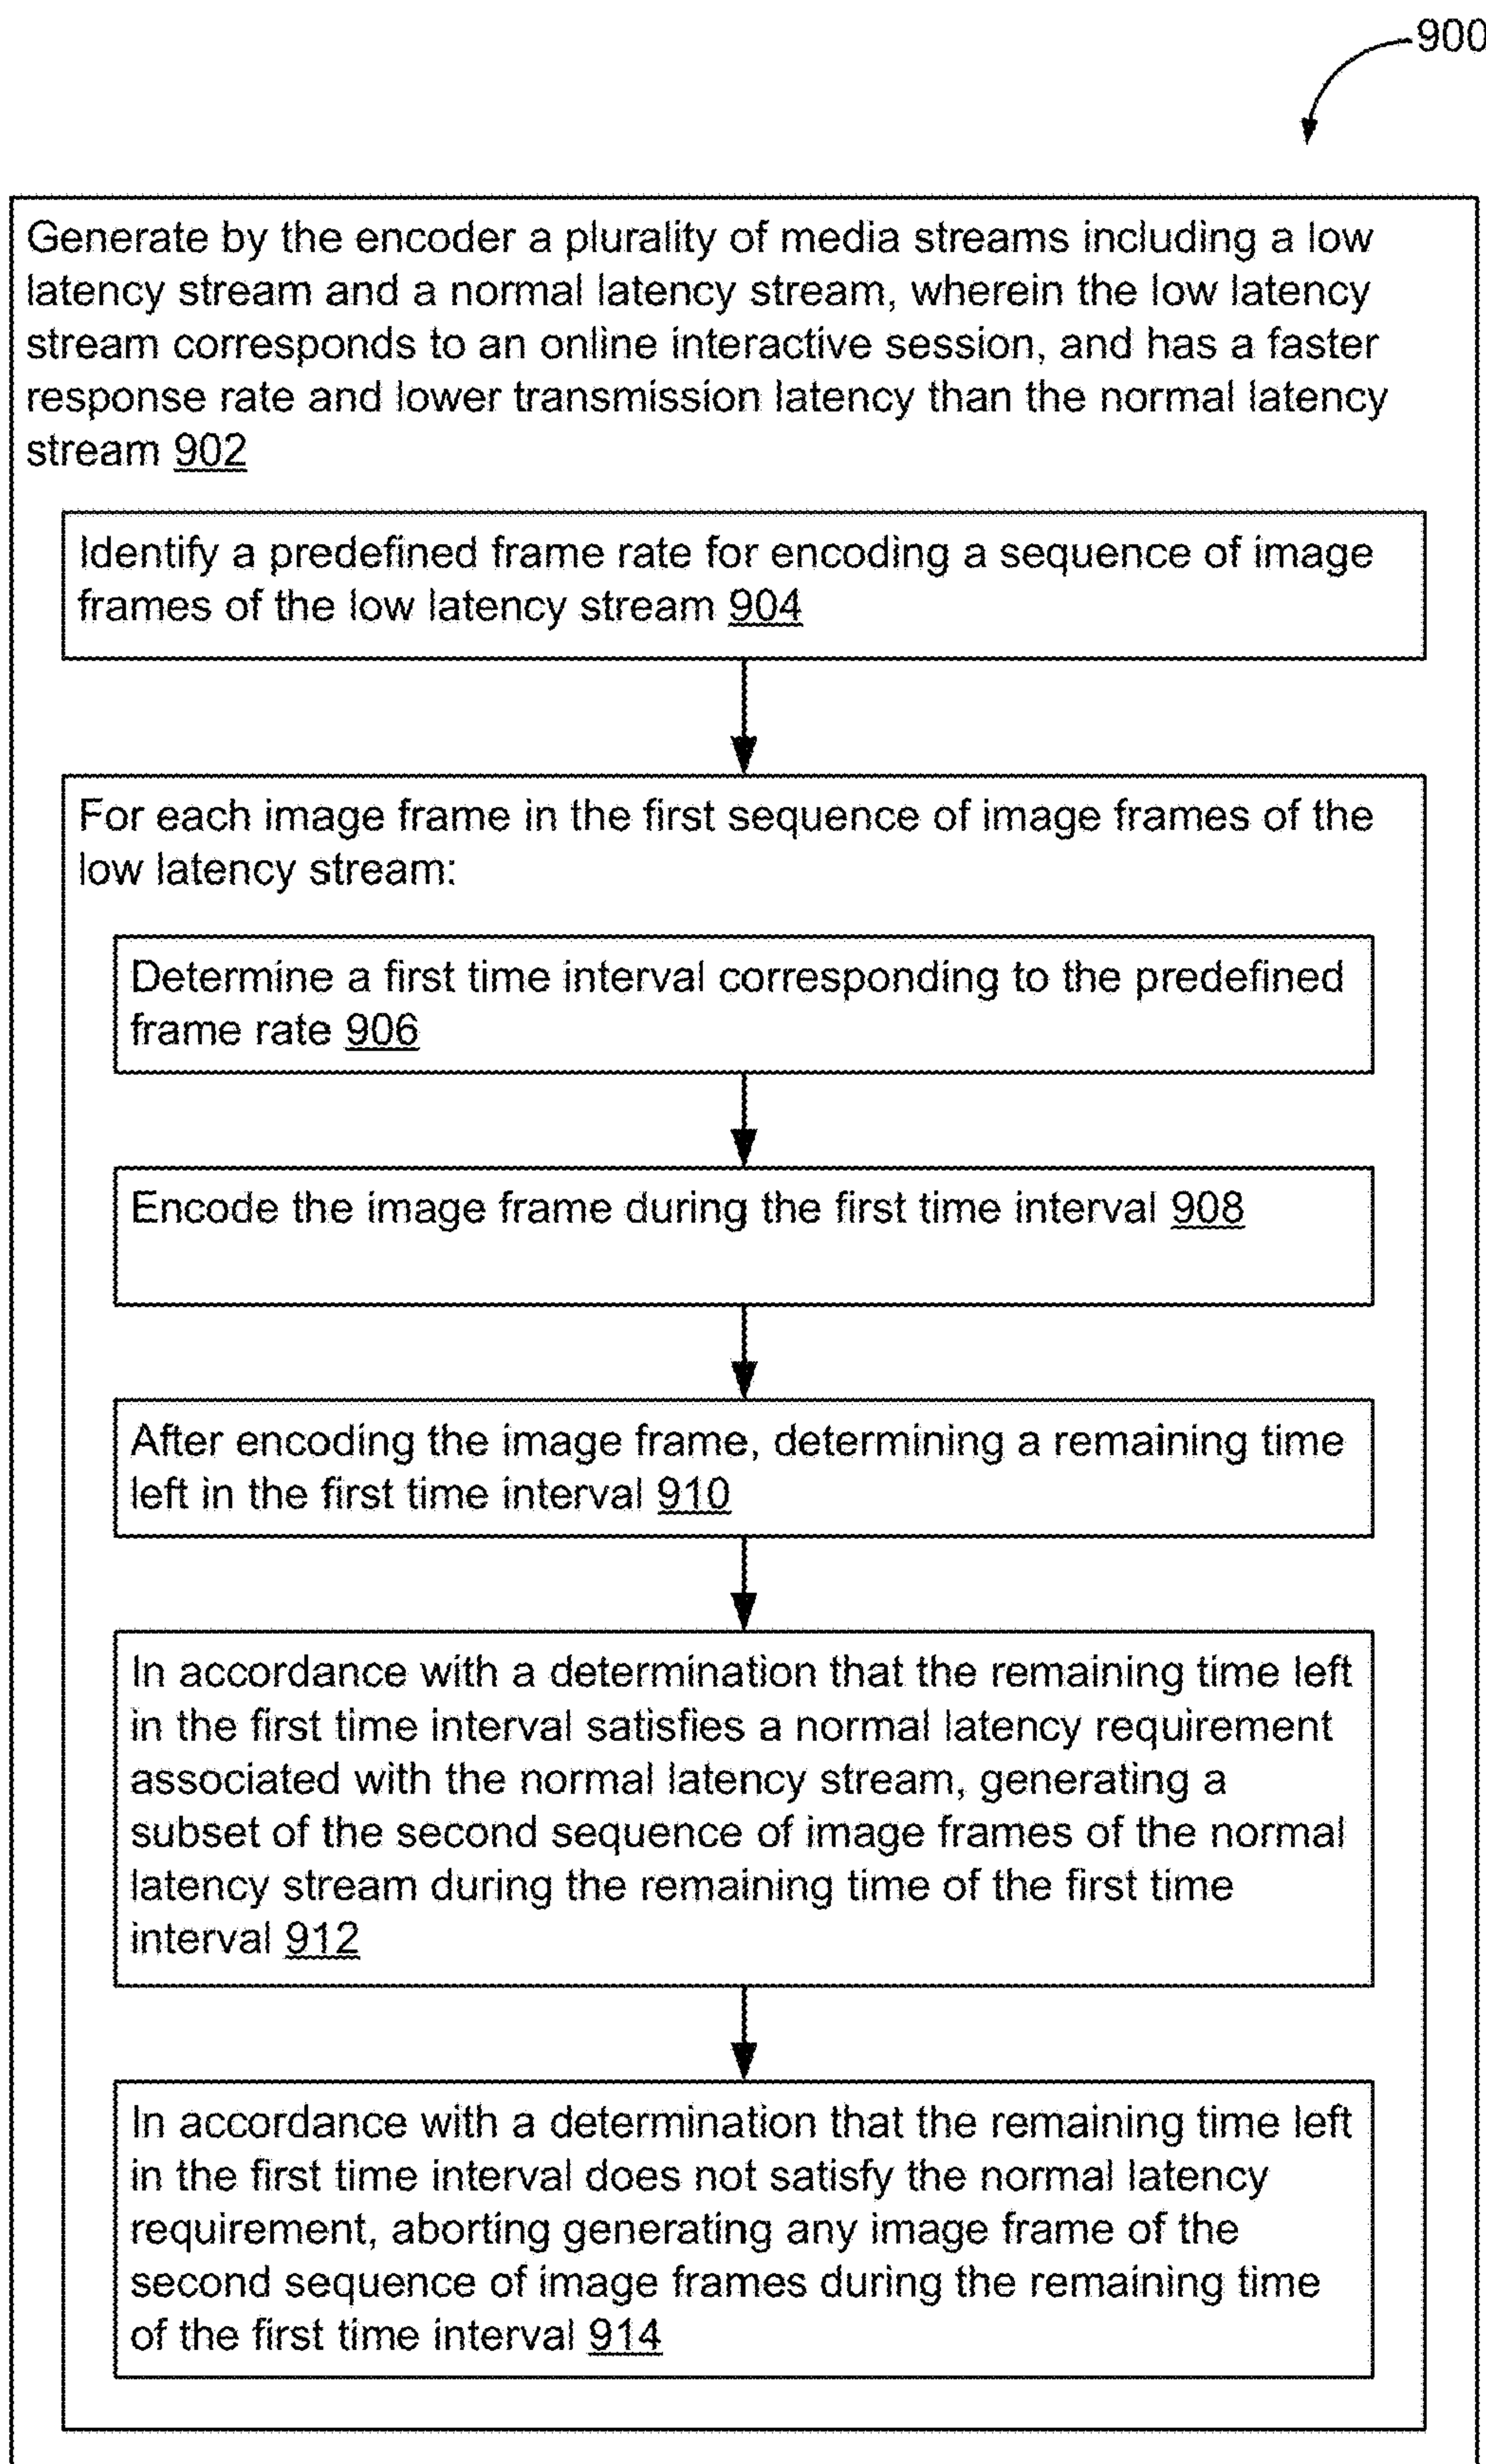 900
Generate by the encoder a plurality of media streams including a low
latency stream and a normal latency stream, wherein the low latency
stream corresponds to an online interactive session, and has a faster
response rate and lower transmission latency than the normal latency
stream 902
Identify a predefined frame rate for encoding a sequence of image
frames of the low latency stream 904
For each image frame in the first sequence of image frames of the
low latency stream:
Determine a first time interval corresponding to the predefined
frame rate 906
Encode the image frame during the first time interval 908
After encoding the image frame, determining a remaining time
left in the first time interval 910
In accordance with a determination that the remaining time left
in the first time interval satisfies a normal latency requirement
associated with the normal latency stream, generating a
subset of the second sequence of image frames of the normal
latency stream during the remaining time of the first time
interval 912
In accordance with a determination that the remaining time left
in the first time interval does not satisfy the normal latency
requirement, aborting generating any image frame of the
second sequence of image frames during the remaining time
of the first time interval 914